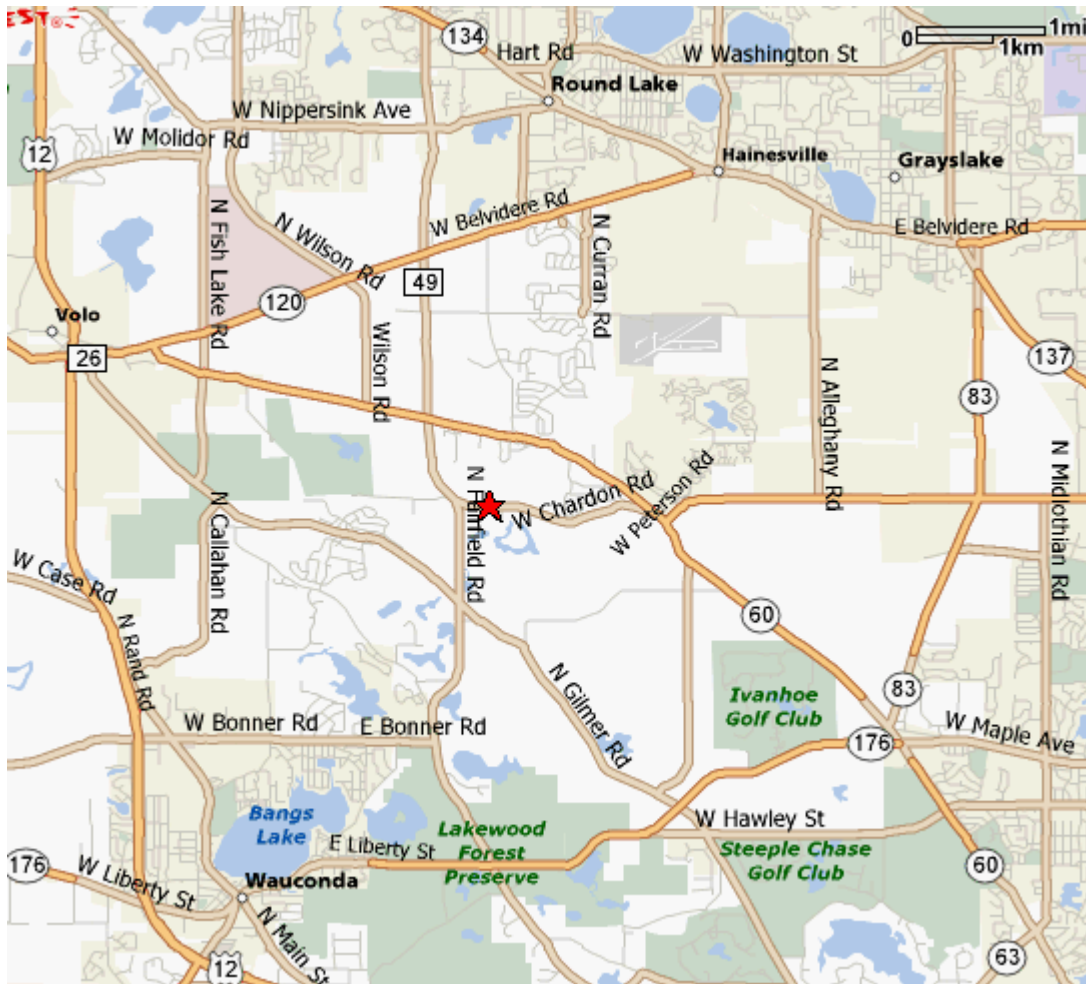 EST®
134
Hart Rd
W Washington St
0
1mi
1km
Round Lake
W Nippersink Ave
W Molidor Rd
12
Hainesville
Grayslake
N Fish Lake Rd
N Wilson Rd
W Belvidere Rd
N Curran Rd
E Belvidere Rd
49
120
Volo
26
Wilson Rd
N Alleghany Rd
137
83
N Midlothian Rd
N Fairfield Rd
W Chardon Rd
W Peterson Rd
N Callahan Rd
W Case Rd
N Rand Rd
60
N Gilmer Rd
Ivanhoe
Golf Club
83
W Bonner Rd
E Bonner Rd
176
W Maple Ave
Bangs
Lake
E Liberty St
Lakewood
Forest
Preserve
W Hawley St
Steeple Chase
Golf Club
176
W Liberty St
Wauconda
60
N Main St
12
63